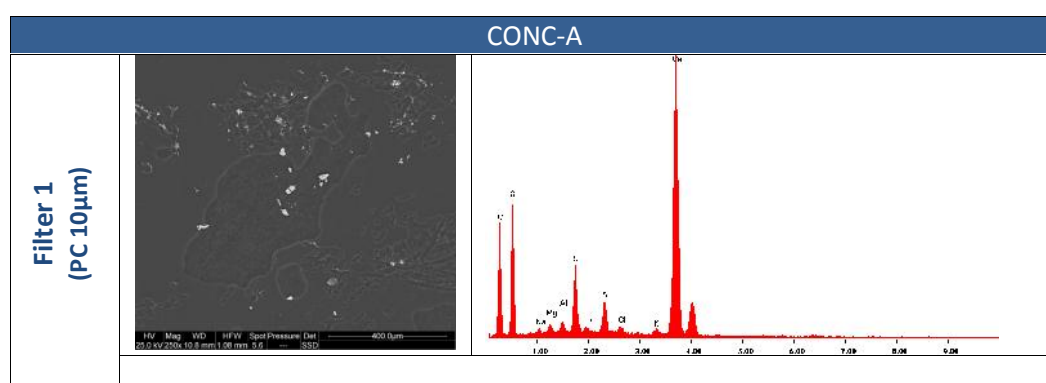 CONC-A
Filter 1
(PC 10µm)
HV Mag WD HFW Spot Pressure Det
25.0 kV 250x 10.8 mm 1.08 mm 5.6 --- SSD
400.0µm
O
Na Mg Al Cl K
1.00 2.00 3.00 4.00 5.00 6.00 7.00 8.00 9.00